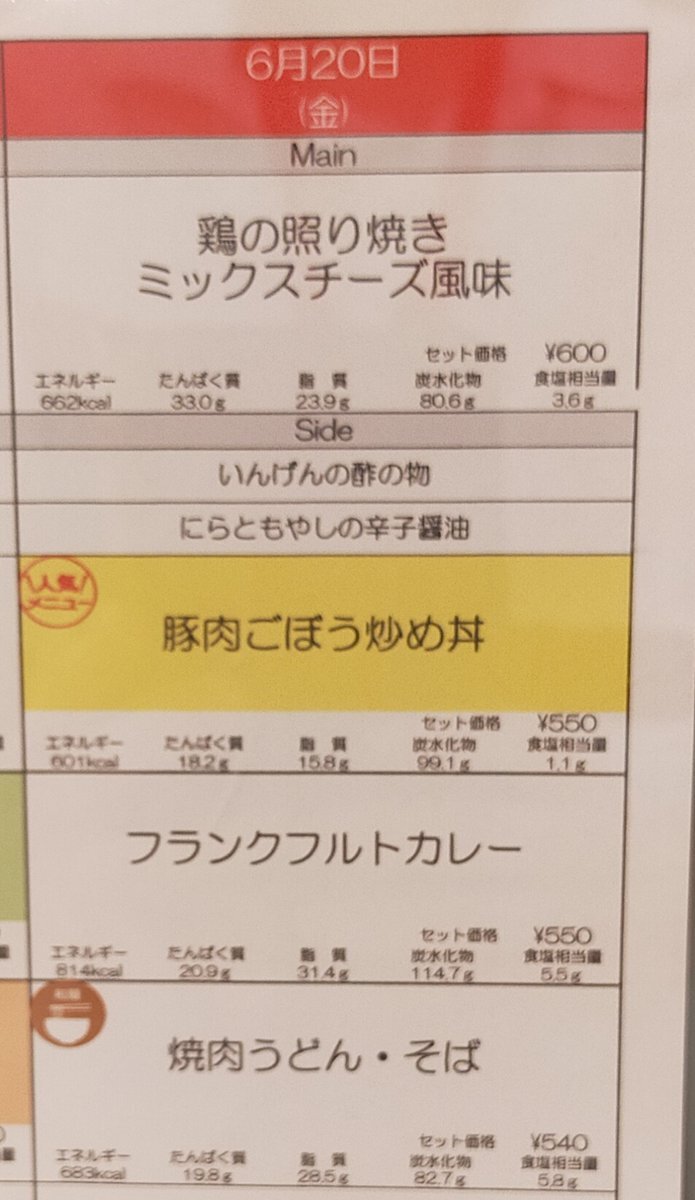 6月20日
(金)
Main
鶏の照り焼き
ミックスチーズ風味
セット価格 ¥600
エネルギー たんぱく質 脂質 炭水化物 食塩相当量
662kcal 33.0g 23.9g 80.6g 3.6g
Side
いんげんの酢の物
にらともやしの辛子醤油
人気
メニュー
豚肉ごぼう炒め丼
セット価格 ¥550
エネルギー たんぱく質 脂質 炭水化物 食塩相当量
601kcal 18.2g 15.8g 99.1g 1.1g
フランクフルトカレー
セット価格 ¥550
エネルギー たんぱく質 脂質 炭水化物 食塩相当量
814kcal 20.9g 31.4g 114.7g 5.5g
焼肉うどん・そば
セット価格 ¥540
エネルギー たんぱく質 脂質 炭水化物 食塩相当量
683kcal 19.8g 28.5g 82.7g 5.8g